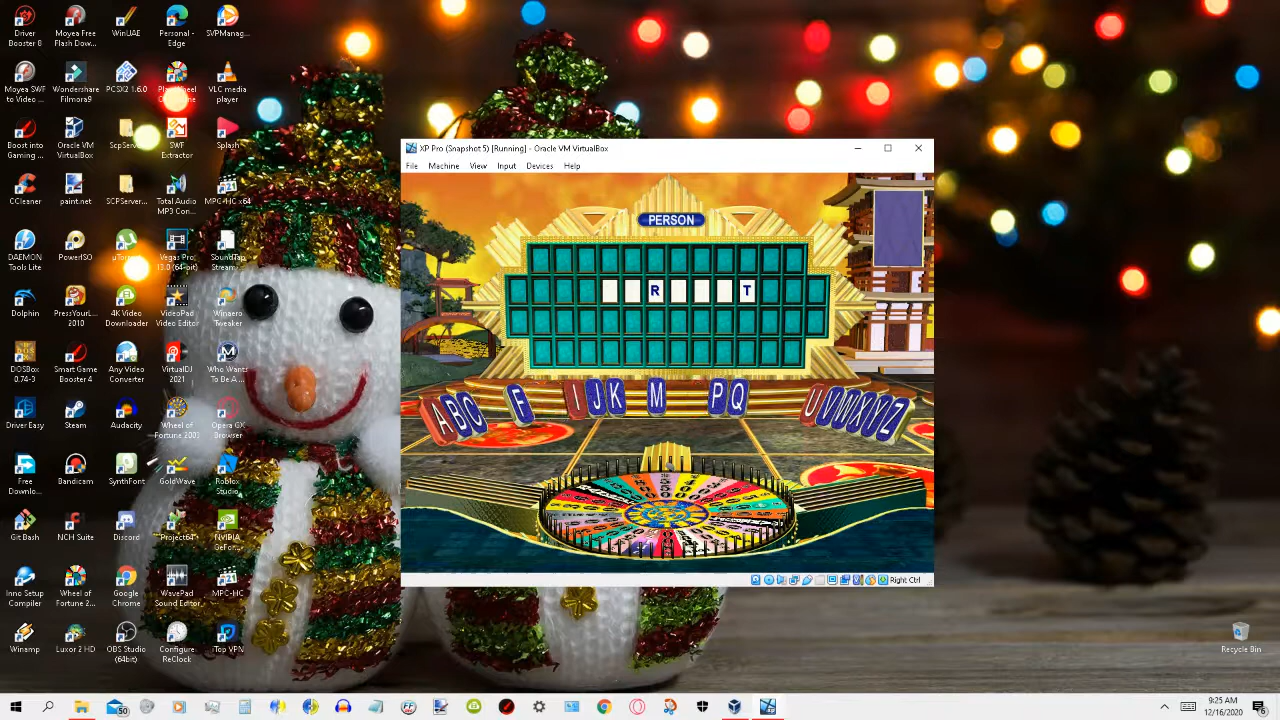 Driver Booster 8
Moyea Free Flash Dow...
WinUAE
Personal - Edge
SVPManag...
Moyea SWF to Video ...
Wondershare Filmora9
PCSX2 1.6.0
VLC media player
Boost into Gaming ...
Oracle VM VirtualBox
ScpServer...
SWF Extractor
Splash
CCleaner
paint.net
SCPServer...
Total Audio MP3 Con...
MPC-HC x64
DAEMON Tools Lite
PowerISO
µTorrent
Vegas Pro 13.0 (64-bit)
SoundTap Stream...
Dolphin
PressYourL... 2010
4K Video Downloader
VideoPad Video Editor
Winaero Tweaker
DOSBox 0.74-3
Smart Game Booster 4
Any Video Converter
VirtualDJ 2021
Who Wants To Be A ...
Driver Easy
Steam
Audacity
Wheel of Fortune 2003
Opera GX Browser
Free Downlo...
Bandicam
SynthFont
GoldWave
Roblox Studio
Git Bash
NCH Suite
Discord
Project64
NVIDIA GeFor...
Inno Setup Compiler
Wheel of Fortune 2...
Google Chrome
WavePad Sound Editor
MPC-HC
Winamp
Luxor 2 HD
OBS Studio (64bit)
Configure ReClock
iTop VPN
XP Pro (Snapshot 5) [Running] - Oracle VM VirtualBox
File Machine View Input Devices Help
PERSON
R T
A B C F I J K M P Q U V W X Y Z
Right Ctrl
Recycle Bin
50
9:25 AM
12/16/2020
6